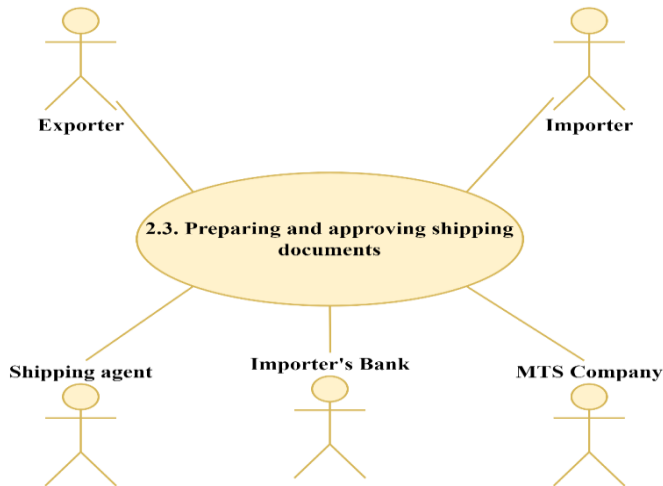 Exporter
Importer
2.3. Preparing and approving shipping
documents
Shipping agent
Importer's Bank
MTS Company